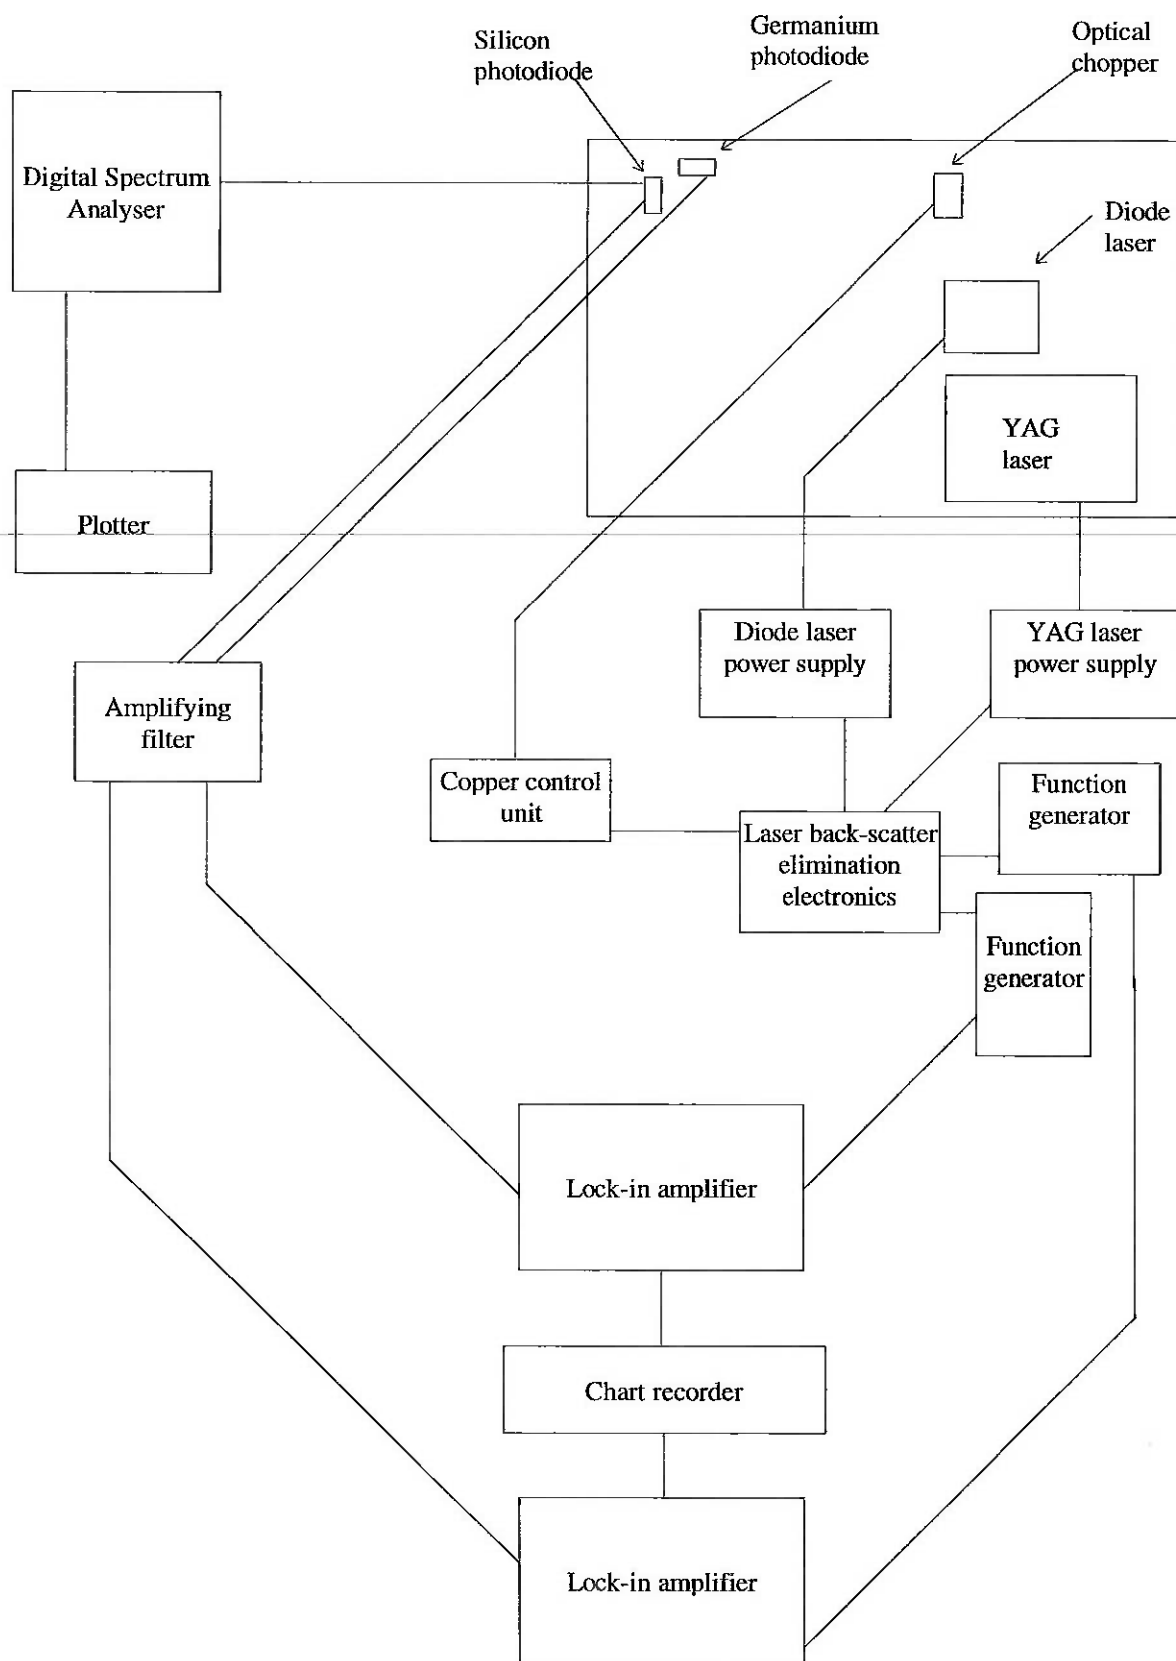 Silicon
photodiode
Germanium
photodiode
Optical
chopper
Digital Spectrum
Analyser
Diode
laser
YAG
laser
Plotter
Diode laser
power supply
YAG laser
power supply
Amplifying
filter
Copper control
unit
Function
generator
Laser back-scatter
elimination
electronics
Function
generator
Lock-in amplifier
Chart recorder
Lock-in amplifier